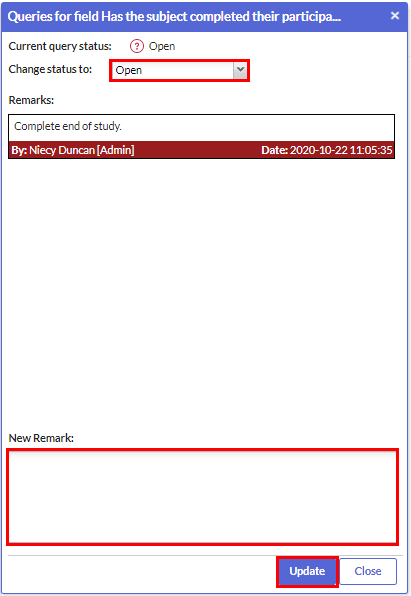 Queries for field Has the subject completed their participa... ×
Current query status: ? Open
Change status to: Open
Remarks:
Complete end of study.
By: Niecy Duncan [Admin] Date: 2020-10-22 11:05:35
New Remark:
Update Close